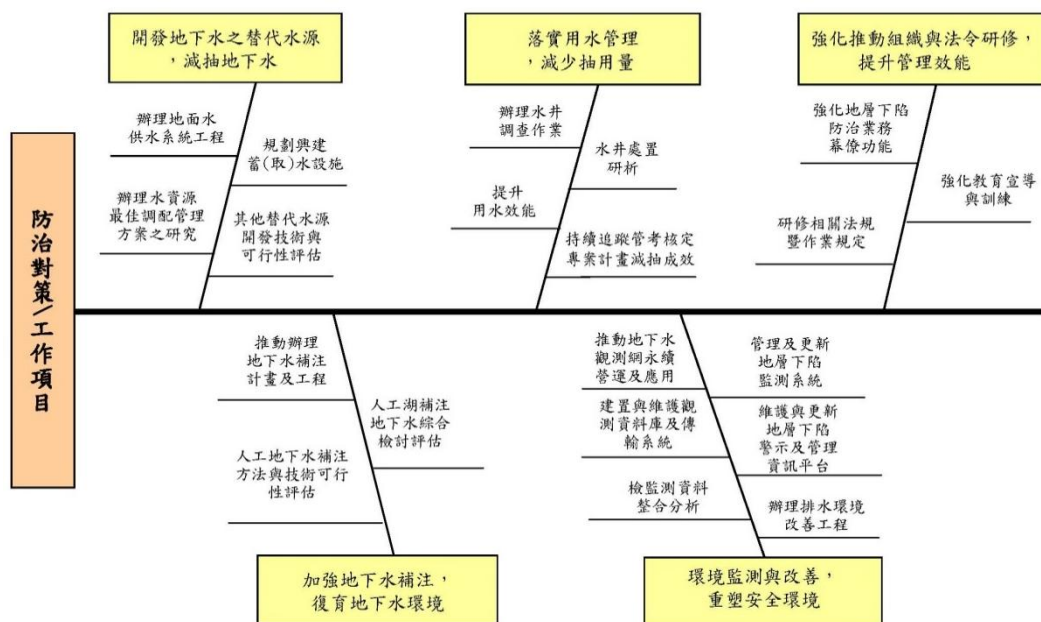 防治對策/工作項目
開發地下水之替代水源
,減抽地下水
辦理地面水
供水系統工程
規劃興建
蓄(取)水設施
辦理水資源
最佳調配管理
方案之研究
其他替代水源
開發技術與
可行性評估
落實用水管理
,減少抽用量
辦理水井
調查作業
水井處置
研析
提升
用水效能
持續追蹤管考核定
專案計畫減抽成效
強化推動組織與法令研修,
提升管理效能
強化地層下陷
防治業務
幕僚功能
強化教育宣導
與訓練
研修相關法規
暨作業規定
推動辦理
地下水補注
計畫及工程
人工湖補注
地下水綜合
檢討評估
人工地下水補注
方法與技術可行
性評估
加強地下水補注,
復育地下水環境
推動地下水
觀測網永續
營運及應用
管理及更新
地層下陷
監測系統
建置與維護觀
測資料庫及傳
輸系統
維護與更新
地層下陷
警示及管理
資訊平台
檢監測資料
整合分析
辦理排水環境
改善工程
環境監測與改善,
重塑安全環境